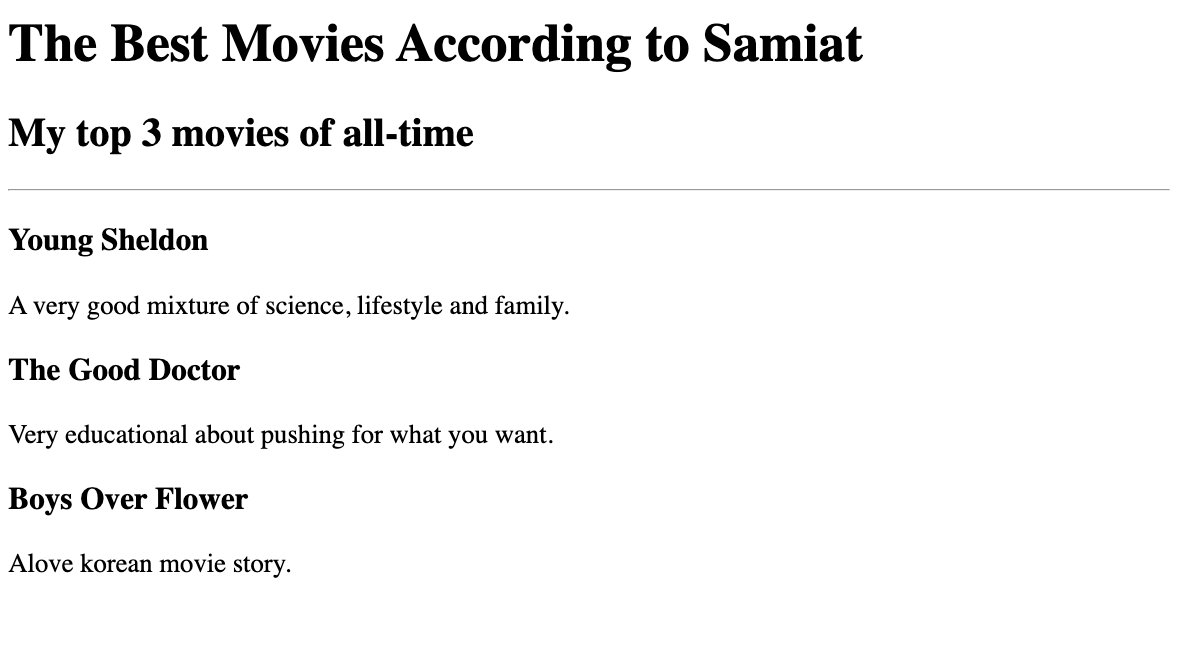 The Best Movies According to Samiat
My top 3 movies of all-time
Young Sheldon
A very good mixture of science, lifestyle and family.
The Good Doctor
Very educational about pushing for what you want.
Boys Over Flower
Alove korean movie story.